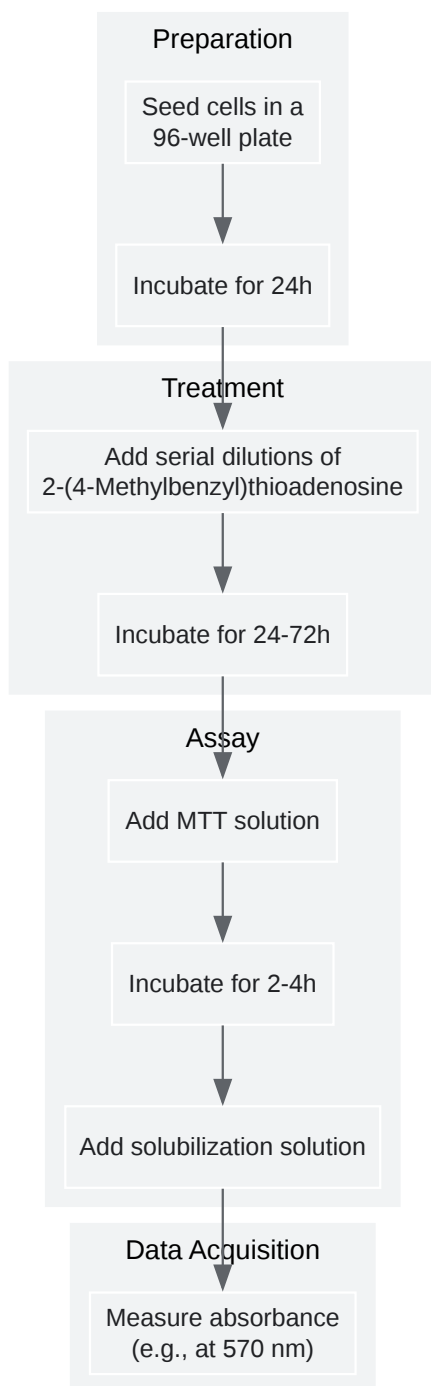 Preparation
Seed cells in a
96-well plate
Incubate for 24h
Treatment
Add serial dilutions of
2-(4-Methylbenzyl)thioadenosine
Incubate for 24-72h
Assay
Add MTT solution
Incubate for 2-4h
Add solubilization solution
Data Acquisition
Measure absorbance
(e.g., at 570 nm)